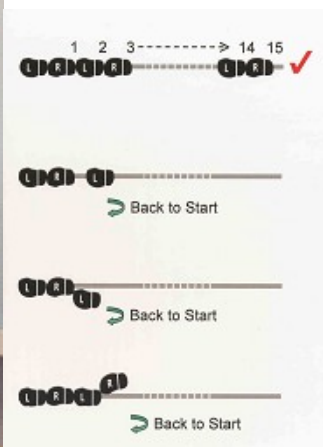 1 2 3 ---------> 14 15
L R L R L R
L R L
Back to Start
L R L
Back to Start
L R L R
Back to Start